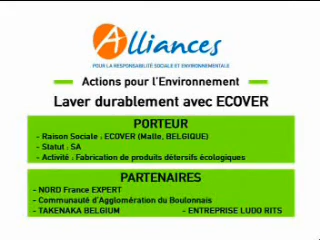 Alliances
POUR LA RESPONSABILITÉ SOCIALE ET ENVIRONNEMENTALE
Actions pour l'Environnement
Laver durablement avec ECOVER
PORTEUR
- Raison Sociale : ECOVER (Malle, BELGIQUE)
- Statut : SA
- Activité : Fabrication de produits détersifs écologiques
PARTENAIRES
- NORD France EXPERT
- Communauté d'Agglomération du Boulonnais
- TAKENAKA BELGIUM - ENTREPRISE LUDO RITS